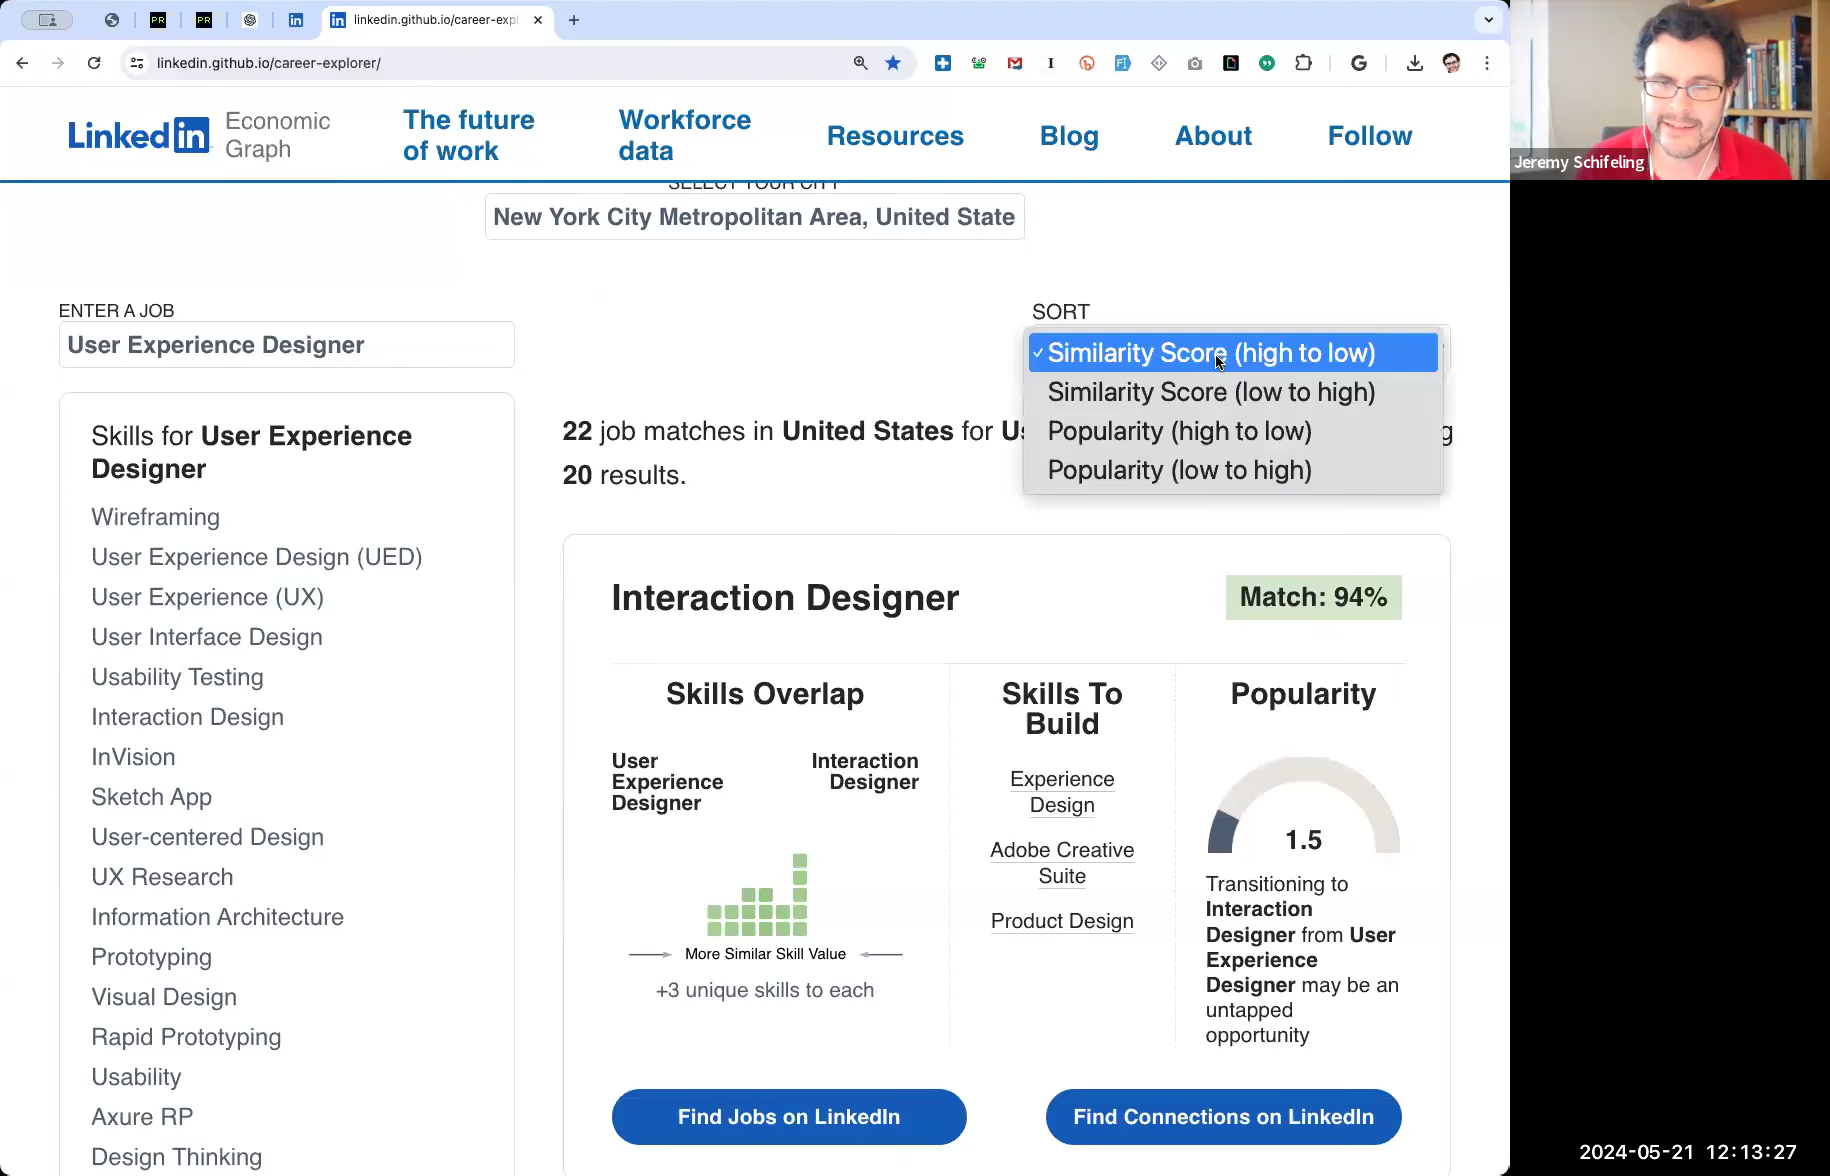 linkedin.github.io/career-exp
linkedin.github.io/career-explorer/
LinkedIn
Economic
Graph
The future
of work
Workforce
data
Resources
Blog
About
Follow
Jeremy Schifeling
SELECT YOUR CITY
New York City Metropolitan Area, United State
ENTER A JOB
User Experience Designer
SORT
✓ Similarity Score (high to low)
Similarity Score (low to high)
Popularity (high to low)
Popularity (low to high)
22 job matches in United States for Us
g
20 results.
Skills for User Experience
Designer
Wireframing
User Experience Design (UED)
User Experience (UX)
User Interface Design
Usability Testing
Interaction Design
InVision
Sketch App
User-centered Design
UX Research
Information Architecture
Prototyping
Visual Design
Rapid Prototyping
Usability
Axure RP
Design Thinking
Interaction Designer
Match: 94%
Skills Overlap
User
Experience
Designer
Interaction
Designer
More Similar Skill Value
+3 unique skills to each
Skills To
Build
Experience
Design
Adobe Creative
Suite
Product Design
Popularity
1.5
Transitioning to
Interaction
Designer from User
Experience
Designer may be an
untapped
opportunity
Find Jobs on LinkedIn
Find Connections on LinkedIn
2024-05-21 12:13:27